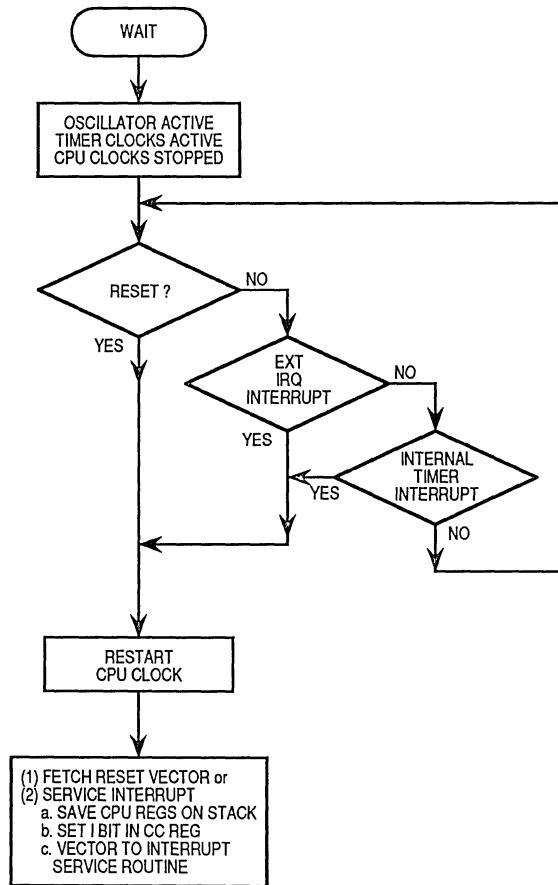 WAIT
OSCILLATOR ACTIVE
TIMER CLOCKS ACTIVE
CPU CLOCKS STOPPED
RESET ?
NO
YES
EXT
IRQ
INTERRUPT
NO
YES
INTERNAL
TIMER
INTERRUPT
YES
NO
RESTART
CPU CLOCK
(1) FETCH RESET VECTOR or
(2) SERVICE INTERRUPT
a. SAVE CPU REGS ON STACK
b. SET I BIT IN CC REG
c. VECTOR TO INTERRUPT
SERVICE ROUTINE